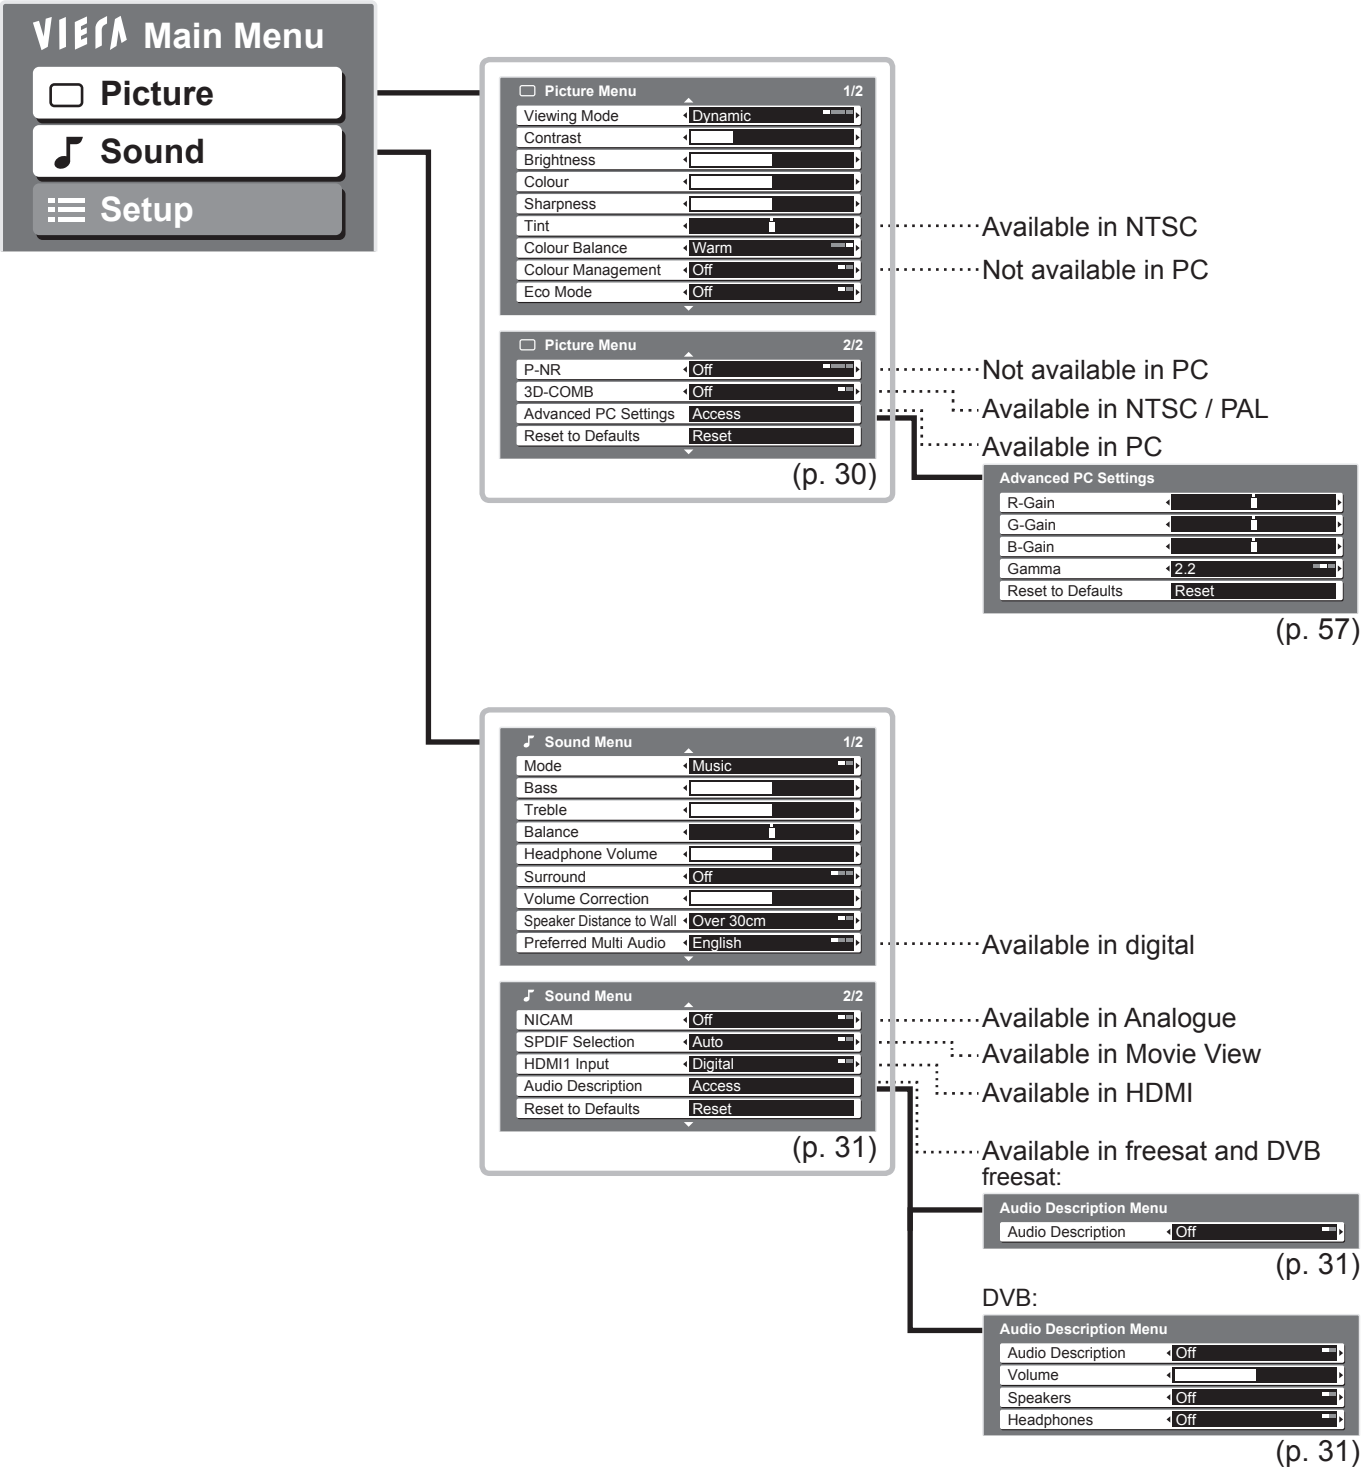 VIERA Main Menu
Picture
Sound
Setup
Picture Menu 1/2
Viewing Mode Dynamic
Contrast
Brightness
Colour
Sharpness
Tint
Available in NTSC
Colour Balance Warm
Colour Management Off
Not available in PC
Eco Mode Off
Picture Menu 2/2
P-NR Off
Not available in PC
3D-COMB Off
Available in NTSC / PAL
Advanced PC Settings Access
Available in PC
Reset to Defaults Reset
(p. 30)
Advanced PC Settings
R-Gain
G-Gain
B-Gain
Gamma 2.2
Reset to Defaults Reset
(p. 57)
Sound Menu 1/2
Mode Music
Bass
Treble
Balance
Headphone Volume
Surround Off
Volume Correction
Speaker Distance to Wall Over 30cm
Preferred Multi Audio English
Available in digital
Sound Menu 2/2
NICAM Off
Available in Analogue
SPDIF Selection Auto
Available in Movie View
HDMI1 Input Digital
Available in HDMI
Audio Description Access
Reset to Defaults Reset
(p. 31)
Available in freesat and DVB
freesat:
Audio Description Menu
Audio Description Off
(p. 31)
DVB:
Audio Description Menu
Audio Description Off
Volume
Speakers Off
Headphones Off
(p. 31)